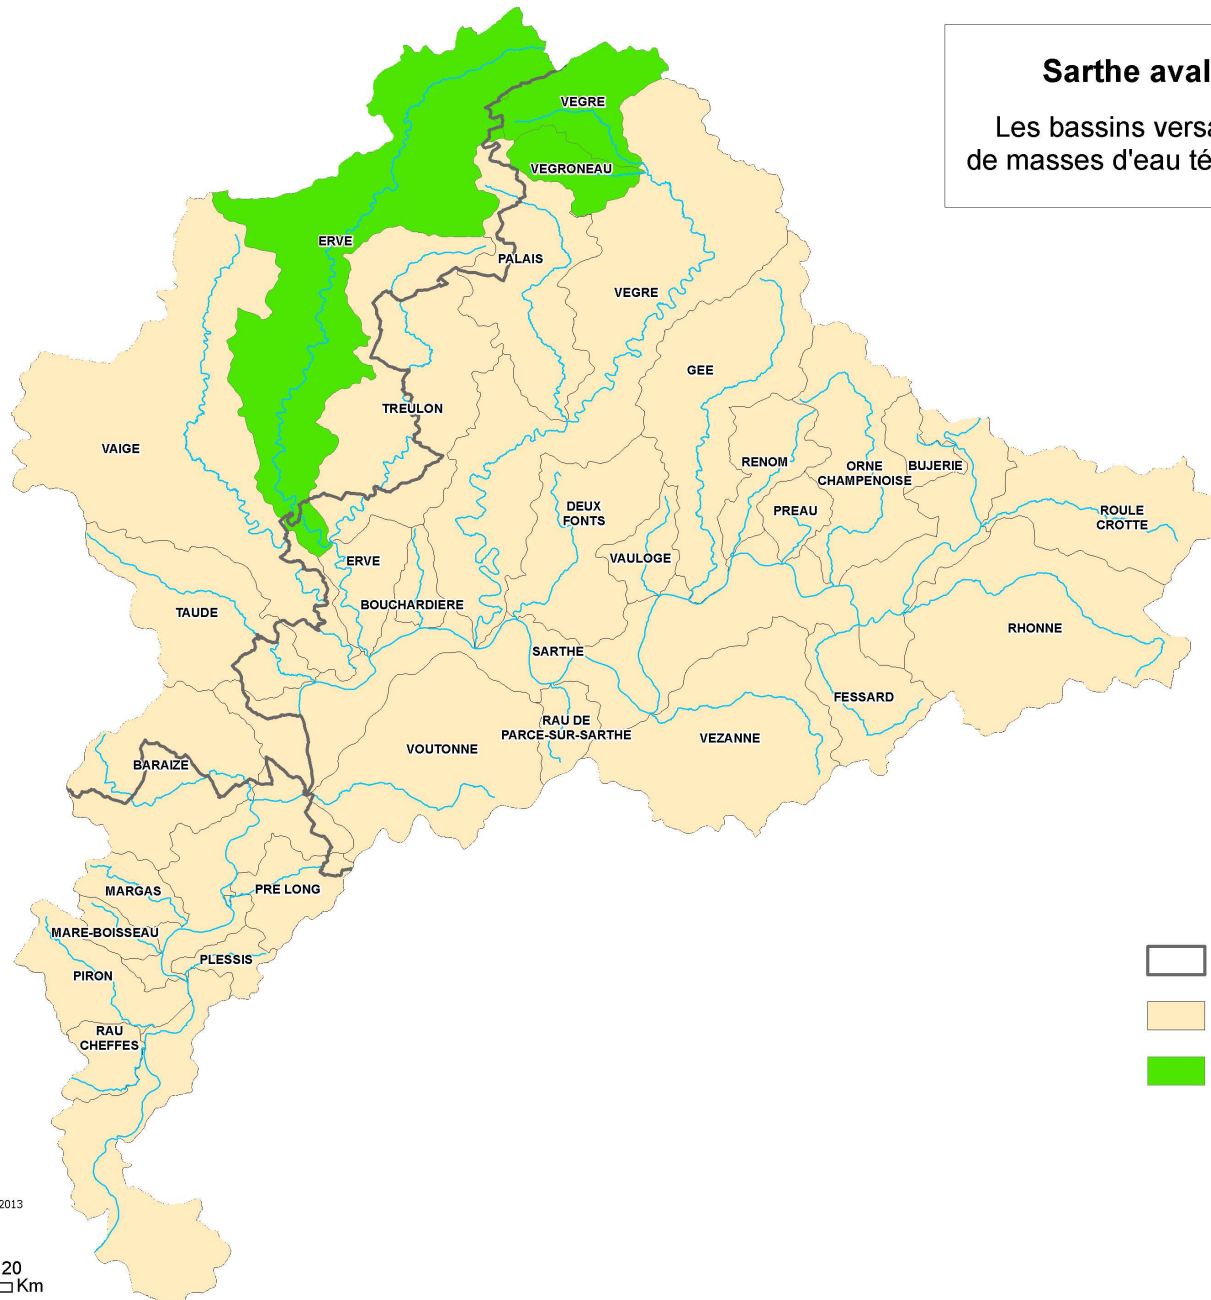 Sarthe aval
Les bassins versa
de masses d'eau té
VEGRE
VEGRONEAU
ERVE
PALAIS
VEGRE
GEE
TREULON
VAIGE
RENOM
ORNE
CHAMPENOISE
BUJERIE
DEUX
FONTS
PREAU
ROULE
CROTTE
VAULOGE
ERVE
BOUCHARDIERE
TAUDE
RHONNE
SARTHE
FESSARD
RAU DE
PARCE-SUR-SARTHE
VEZANNE
VOUTONNE
BARAIZE
MARGAS
PRE LONG
MARE-BOISSEAU
PLESSIS
PIRON
RAU
CHEFFES
2013
20
Km